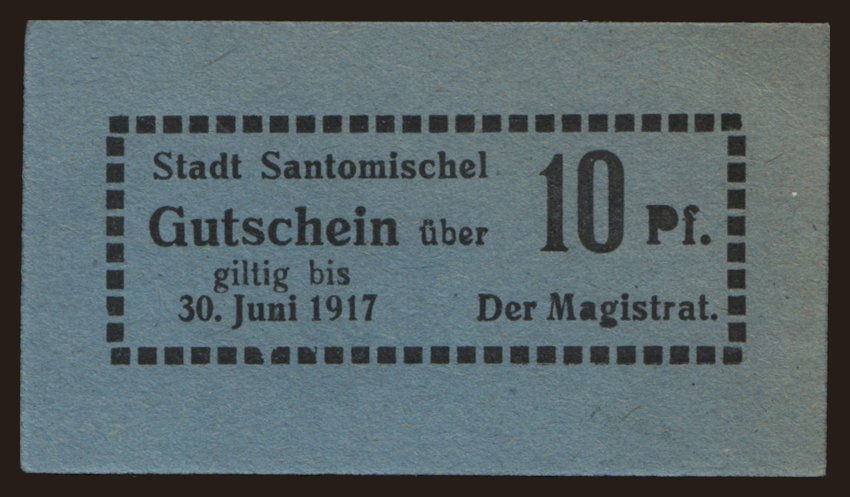 Stadt Santomischel
Gutschein über 10 Pf.
giltig bis
30. Juni 1917
Der Magistrat.